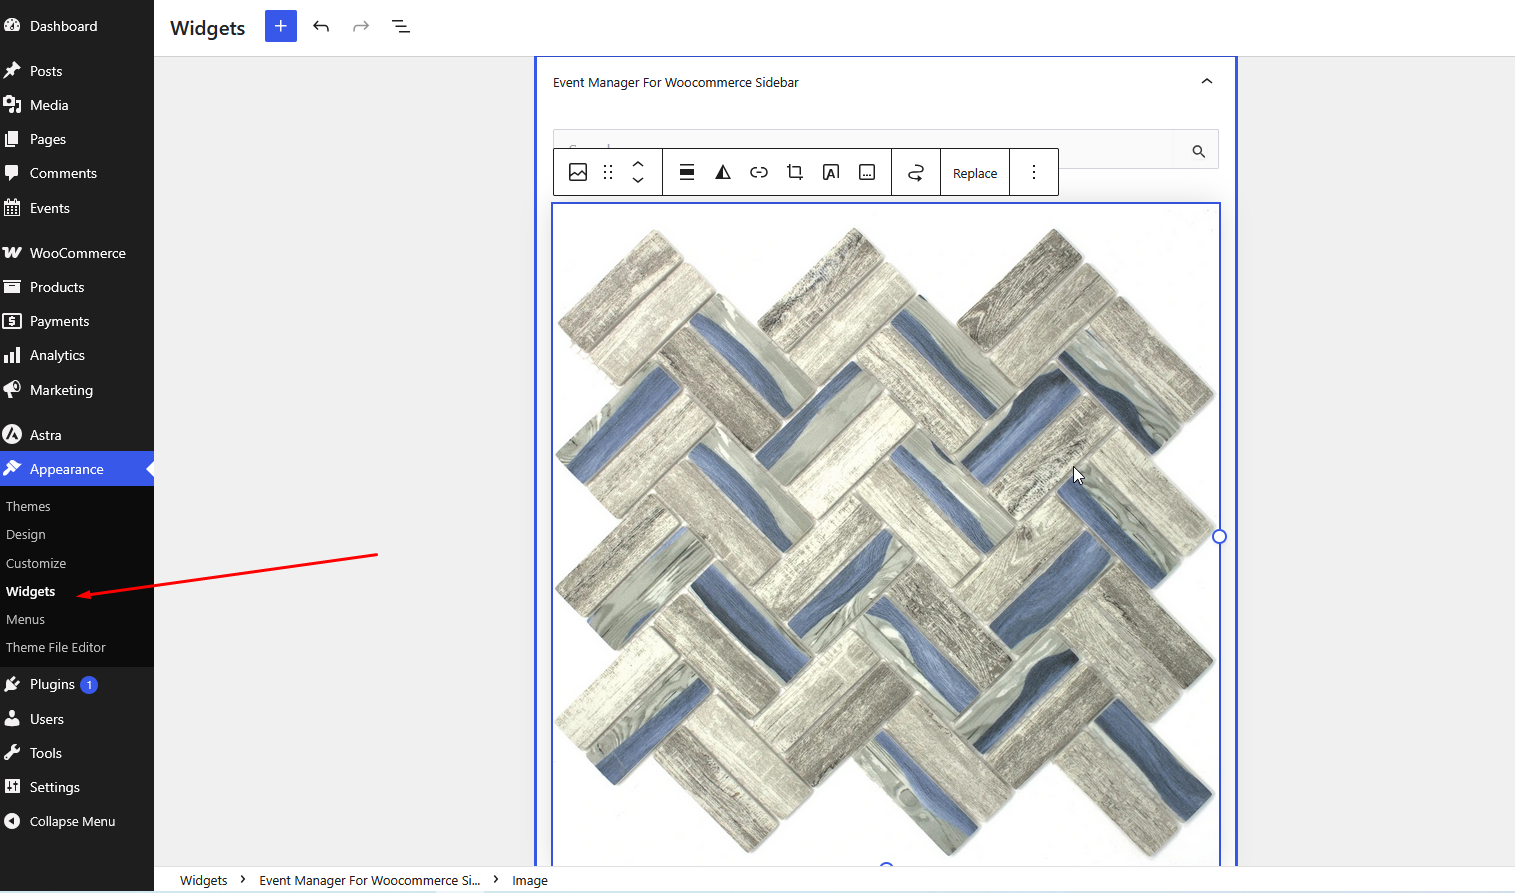 Dashboard
Posts
Media
Pages
Comments
Events
WooCommerce
Products
Payments
Analytics
Marketing
Astra
Appearance
Themes
Design
Customize
Widgets
Menus
Theme File Editor
Plugins 1
Users
Tools
Settings
Collapse Menu
Widgets
Event Manager For Woocommerce Sidebar
Replace
Widgets > Event Manager For Woocommerce Si... > Image